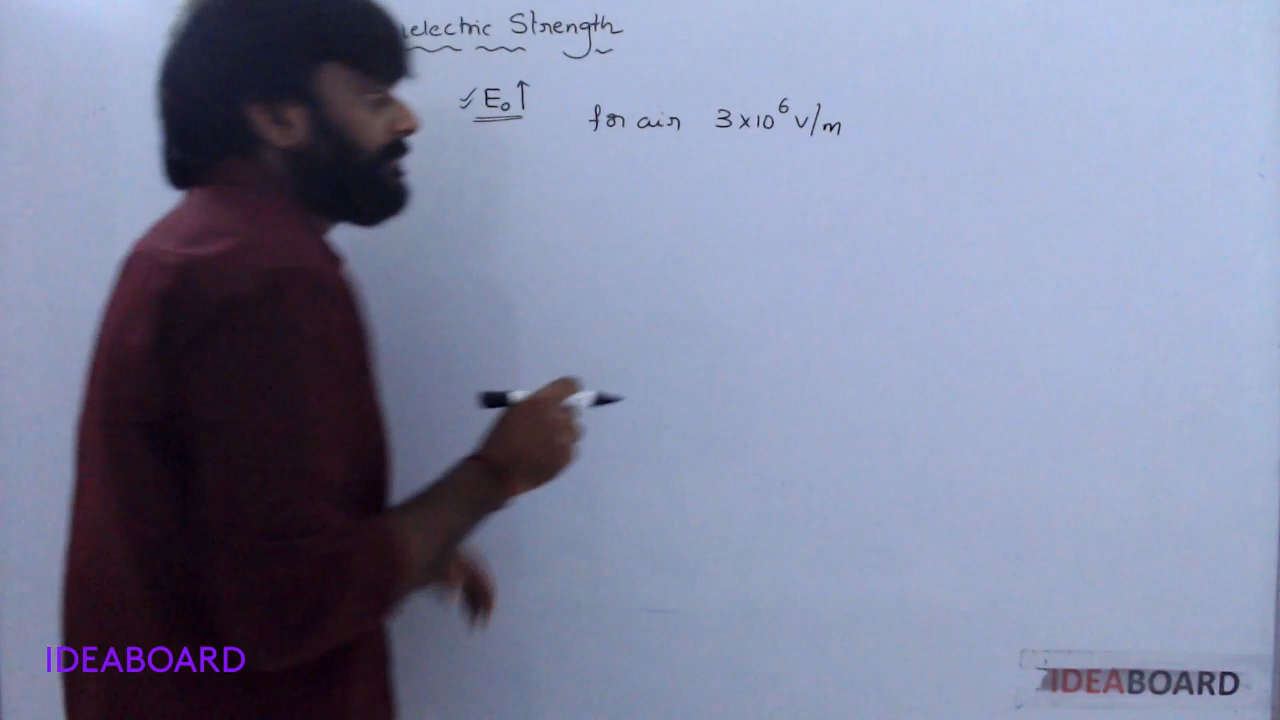 electric Strength
E₀↑
for air 3×10⁶ v/m
IDEABOARD
IDEABOARD